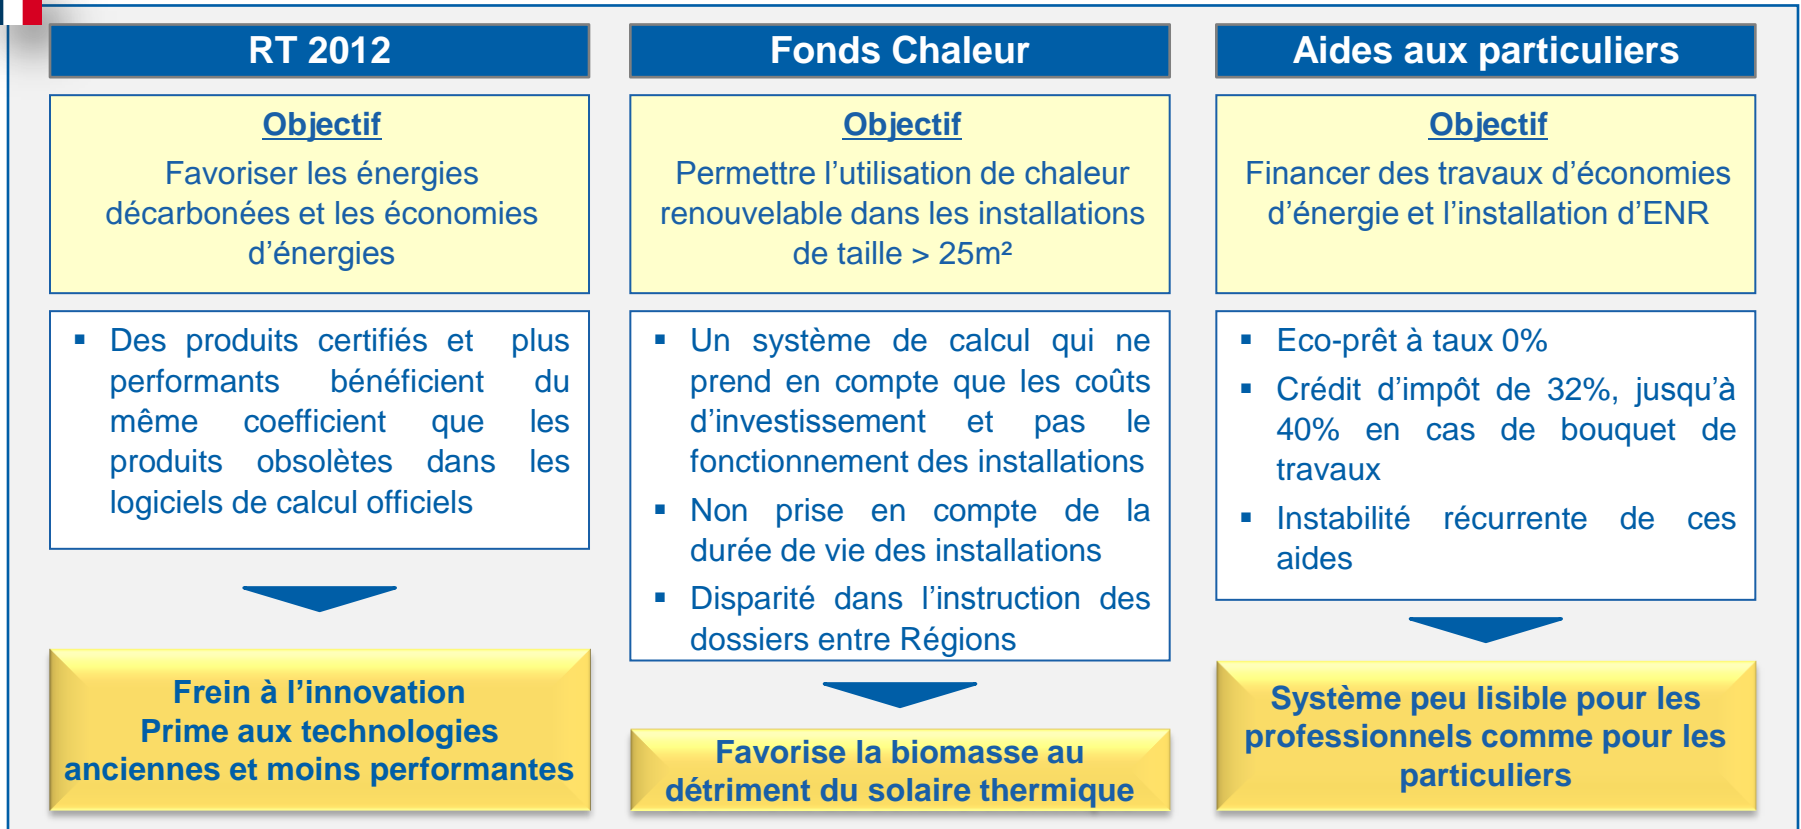 RT 2012
Objectif
Favoriser les énergies
décarbonées et les économies
d’énergies
▪ Des produits certifiés et plus
performants bénéficient du
même coefficient que les
produits obsolètes dans les
logiciels de calcul officiels
Frein à l’innovation
Prime aux technologies
anciennes et moins performantes
Fonds Chaleur
Objectif
Permettre l’utilisation de chaleur
renouvelable dans les installations
de taille > 25m²
▪ Un système de calcul qui ne
prend en compte que les coûts
d’investissement et pas le
fonctionnement des installations
▪ Non prise en compte de la
durée de vie des installations
▪ Disparité dans l’instruction des
dossiers entre Régions
Favorise la biomasse au
détriment du solaire thermique
Aides aux particuliers
Objectif
Financer des travaux d’économies
d’énergie et l’installation d’ENR
▪ Eco-prêt à taux 0%
▪ Crédit d’impôt de 32%, jusqu’à
40% en cas de bouquet de
travaux
▪ Instabilité récurrente de ces
aides
Système peu lisible pour les
professionnels comme pour les
particuliers